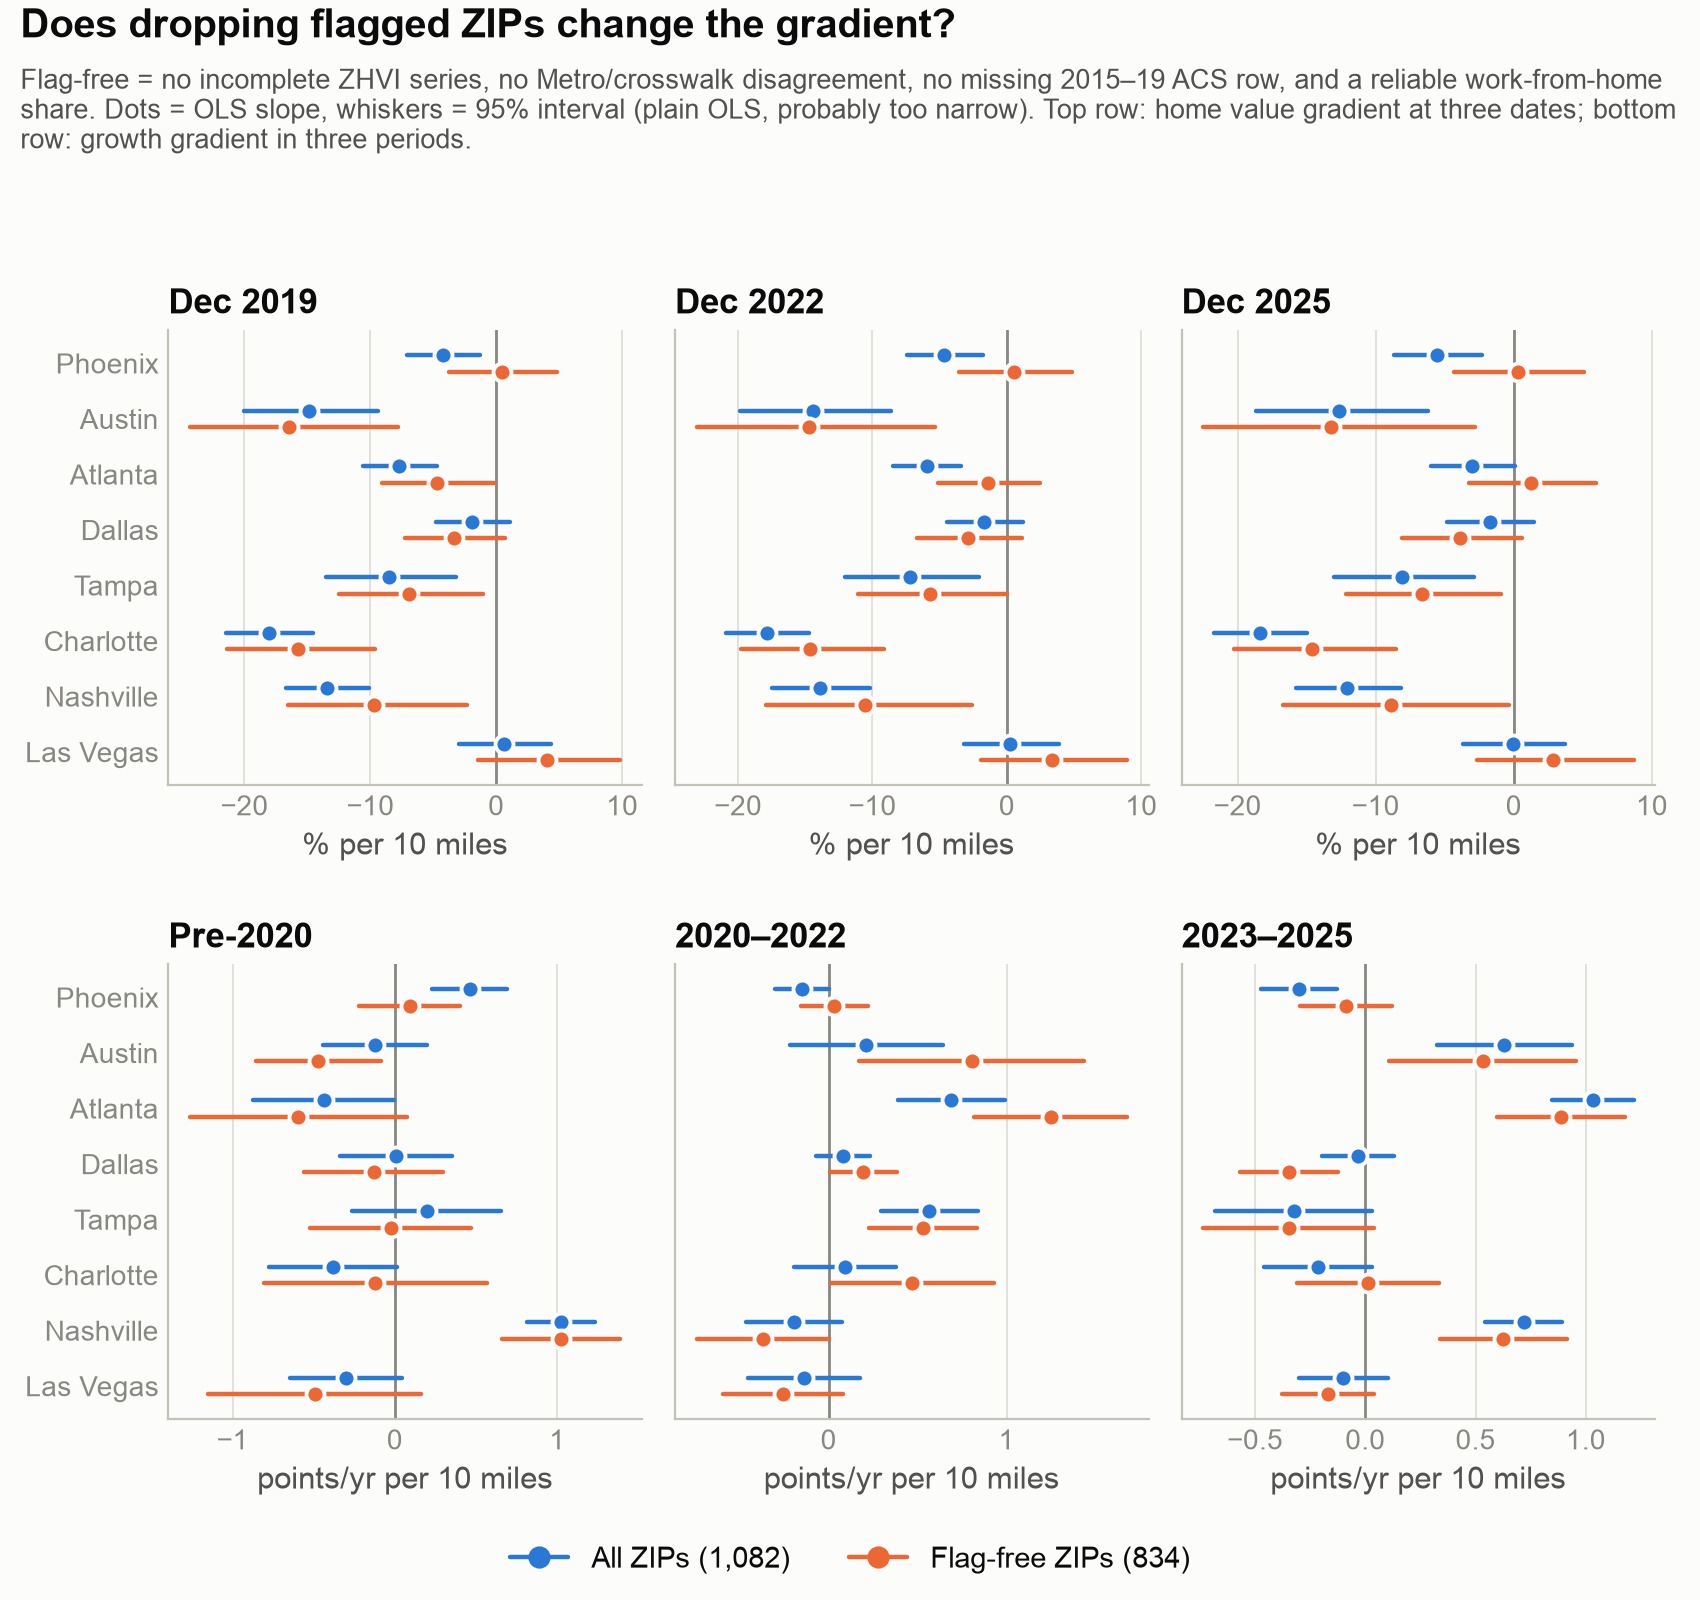 Does dropping flagged ZIPs change the gradient?
Flag-free = no incomplete ZHVI series, no Metro/crosswalk disagreement, no missing 2015–19 ACS row, and a reliable work-from-home
share. Dots = OLS slope, whiskers = 95% interval (plain OLS, probably too narrow). Top row: home value gradient at three dates; bottom
row: growth gradient in three periods.
Dec 2019
Dec 2022
Dec 2025
Phoenix
Austin
Atlanta
Dallas
Tampa
Charlotte
Nashville
Las Vegas
−20 −10 0 10
−20 −10 0 10
−20 −10 0 10
% per 10 miles
% per 10 miles
% per 10 miles
Pre-2020
2020–2022
2023–2025
Phoenix
Austin
Atlanta
Dallas
Tampa
Charlotte
Nashville
Las Vegas
−1 0 1
0 1
−0.5 0.0 0.5 1.0
points/yr per 10 miles
points/yr per 10 miles
points/yr per 10 miles
All ZIPs (1,082)
Flag-free ZIPs (834)